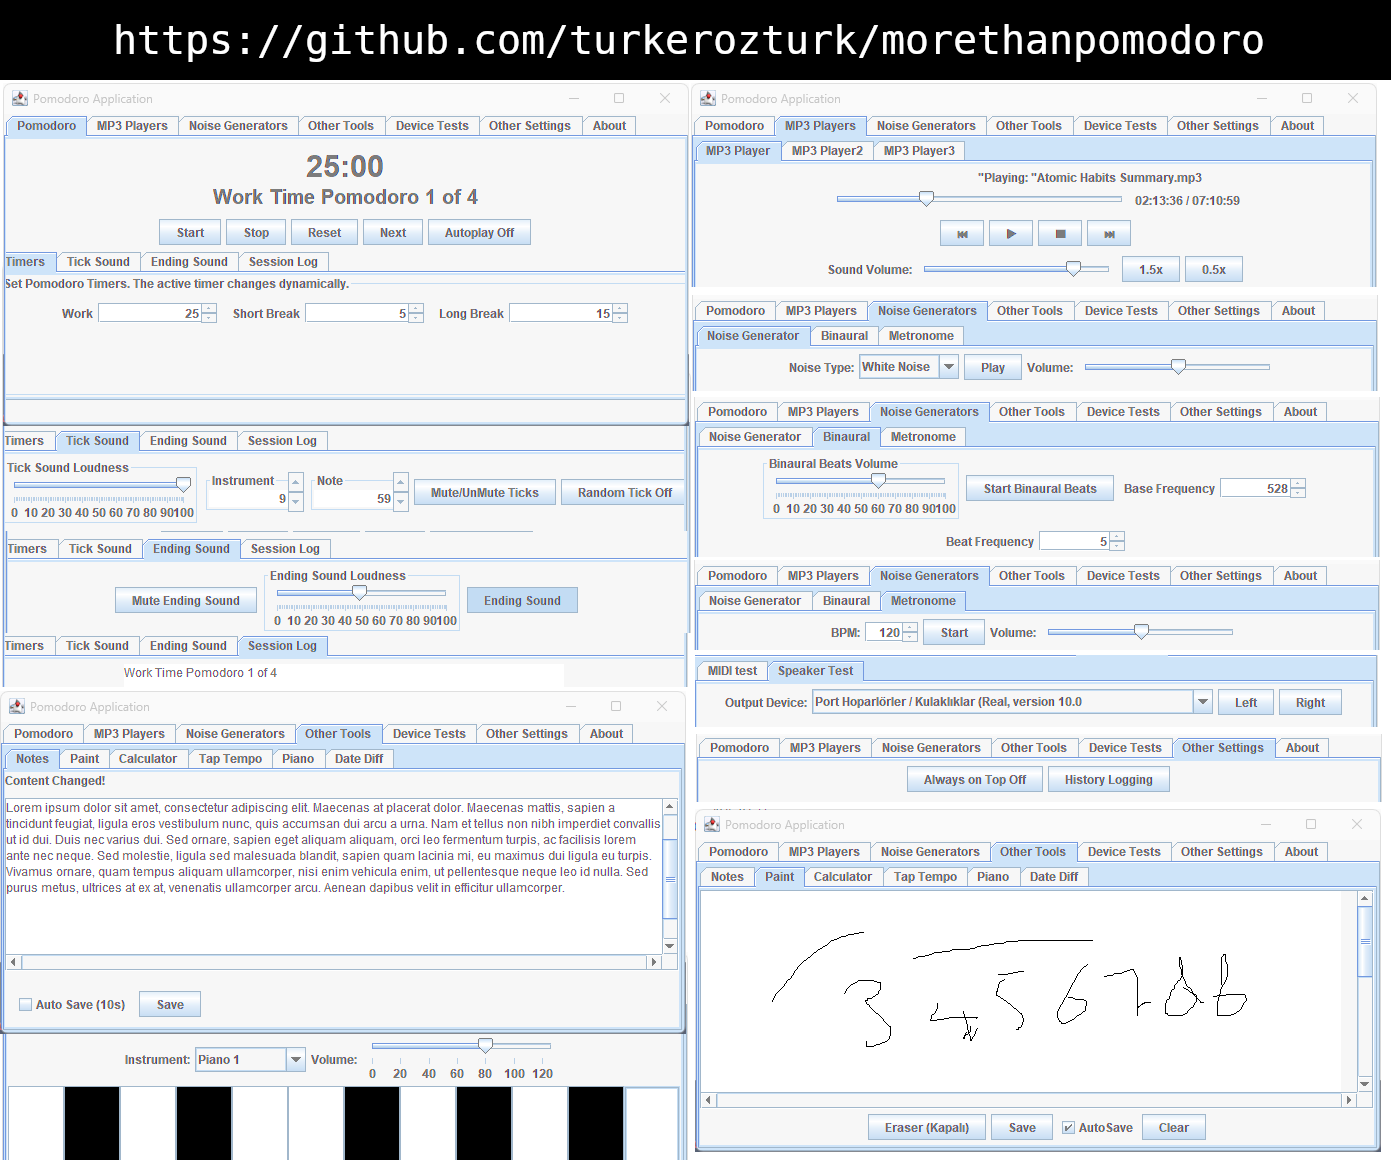 https://github.com/turkerozturk/morethanpomodoro
Pomodoro Application
Pomodoro MP3 Players Noise Generators Other Tools Device Tests Other Settings About
25:00
Work Time Pomodoro 1 of 4
Start Stop Reset Next Autoplay Off
Timers Tick Sound Ending Sound Session Log
Set Pomodoro Timers. The active timer changes dynamically.
Work 25 Short Break 5 Long Break 15
Timers Tick Sound Ending Sound Session Log
Tick Sound Loudness
0 10 20 30 40 50 60 70 80 90100
Instrument
9
Note
59
Mute/UnMute Ticks Random Tick Off
Timers Tick Sound Ending Sound Session Log
Mute Ending Sound
Ending Sound Loudness
0 10 20 30 40 50 60 70 80 90100
Ending Sound
Timers Tick Sound Ending Sound Session Log
Work Time Pomodoro 1 of 4
Pomodoro Application
Pomodoro MP3 Players Noise Generators Other Tools Device Tests Other Settings About
Notes Paint Calculator Tap Tempo Piano Date Diff
Content Changed!
Lorem ipsum dolor sit amet, consectetur adipiscing elit. Maecenas at placerat dolor. Maecenas mattis, sapien a
tincidunt feugiat, ligula eros vestibulum nunc, quis accumsan dui arcu a urna. Nam et tellus non nibh imperdiet convallis
ut id dui. Duis nec varius dui. Sed ornare, sapien eget aliquam aliquam, orci leo fermentum turpis, ac facilisis lorem
ante nec neque. Sed molestie, ligula sed malesuada blandit, sapien quam lacinia mi, eu maximus dui ligula eu turpis.
Vivamus ornare, quam tempus aliquam ullamcorper, nisi enim vehicula enim, ut pellentesque neque leo id nulla. Sed
purus metus, ultrices at ex at, venenatis ullamcorper arcu. Aenean dapibus velit in efficitur ullamcorper.
Auto Save (10s) Save
Instrument: Piano 1 Volume:
0 20 40 60 80 100 120
Pomodoro Application
Pomodoro MP3 Players Noise Generators Other Tools Device Tests Other Settings About
MP3 Player MP3 Player2 MP3 Player3
"Playing: "Atomic Habits Summary.mp3
02:13:36 / 07:10:59
Sound Volume: 1.5x 0.5x
Pomodoro MP3 Players Noise Generators Other Tools Device Tests Other Settings About
Noise Generator Binaural Metronome
Noise Type: White Noise Play Volume:
Pomodoro MP3 Players Noise Generators Other Tools Device Tests Other Settings About
Noise Generator Binaural Metronome
Binaural Beats Volume
0 10 20 30 40 50 60 70 80 90100
Start Binaural Beats Base Frequency 528
Beat Frequency 5
Pomodoro MP3 Players Noise Generators Other Tools Device Tests Other Settings About
Noise Generator Binaural Metronome
BPM: 120 Start Volume:
MIDI test Speaker Test
Output Device: Port Hoparlörler / Kulaklıklar (Real, version 10.0 Left Right
Pomodoro MP3 Players Noise Generators Other Tools Device Tests Other Settings About
Always on Top Off History Logging
Pomodoro Application
Pomodoro MP3 Players Noise Generators Other Tools Device Tests Other Settings About
Notes Paint Calculator Tap Tempo Piano Date Diff
3 4 5 6 7
Eraser (Kapalı) Save AutoSave Clear